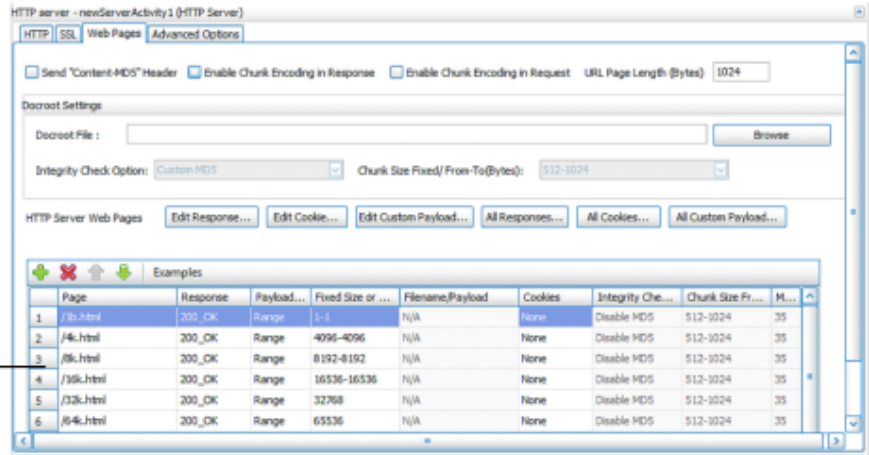 HTTP server - newServerActivity1 (HTTP Server)
HTTP SSL Web Pages Advanced Options
Send "Content-MD5" Header Enable Chunk Encoding in Response Enable Chunk Encoding in Request URL Page Length (Bytes) 1024
Docroot Settings
Docroot File : Browse
Integrity Check Option: Custom MD5 Chunk Size Fixed/ From-To(Bytes): 512-1024
HTTP Server Web Pages Edit Response... Edit Cookie... Edit Custom Payload... All Responses... All Cookies... All Custom Payload...
Examples
Page Response Payload... Fixed Size or ... Filename/Payload Cookies Integrity Che... Chunk Size Fr... M...
1 /1b.html 200_OK Range 1-1 N/A None Disable MD5 512-1024 35
2 /4k.html 200_OK Range 4096-4096 N/A None Disable MD5 512-1024 35
3 /8k.html 200_OK Range 8192-8192 N/A None Disable MD5 512-1024 35
4 /16k.html 200_OK Range 16536-16536 N/A None Disable MD5 512-1024 35
5 /32k.html 200_OK Range 32768 N/A None Disable MD5 512-1024 35
6 /64k.html 200_OK Range 65536 N/A None Disable MD5 512-1024 35